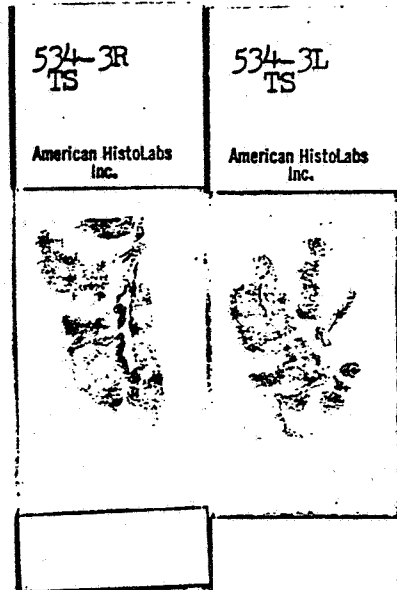 534-3R
TS
American HistoLabs
Inc.
534-3L
TS
American HistoLabs
Inc.